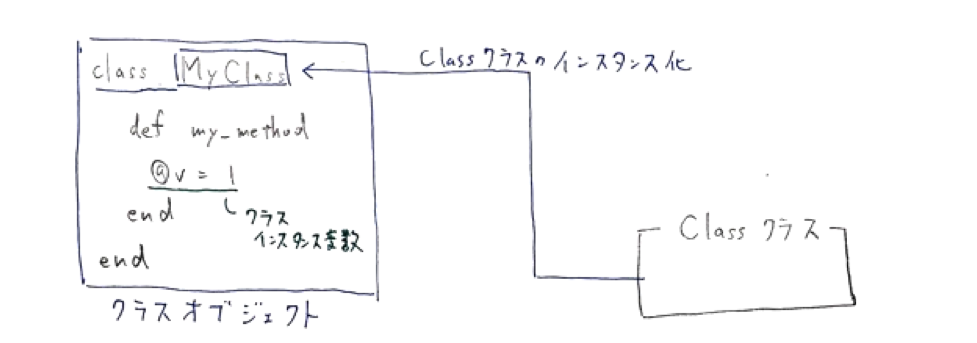 Classクラスのインスタンス化
class MyClass
def my_method
@v = 1
end
クラス
インスタンス変数
end
クラスオブジェクト
Classクラス